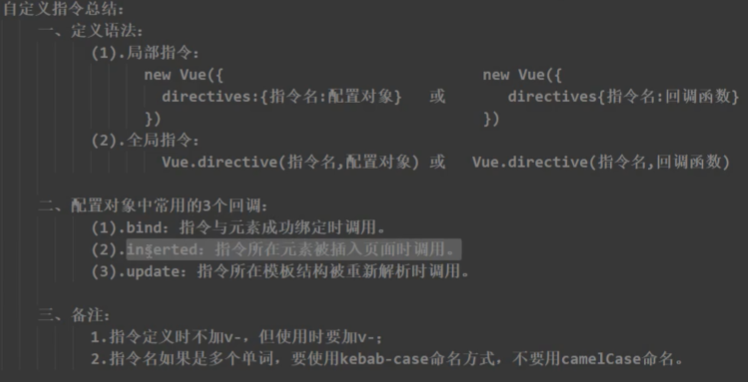 自定义指令总结：
一、定义语法：
(1).局部指令：
new Vue({ new Vue({
directives:{指令名:配置对象} 或 directives{指令名:回调函数}
}) })
(2).全局指令：
Vue.directive(指令名,配置对象) 或 Vue.directive(指令名,回调函数)
二、配置对象中常用的3个回调：
(1).bind：指令与元素成功绑定时调用。
(2).inserted：指令所在元素被插入页面时调用。
(3).update：指令所在模板结构被重新解析时调用。
三、备注：
1.指令定义时不加v-，但使用时要加v-；
2.指令名如果是多个单词，要使用kebab-case命名方式，不要用camelCase命名。